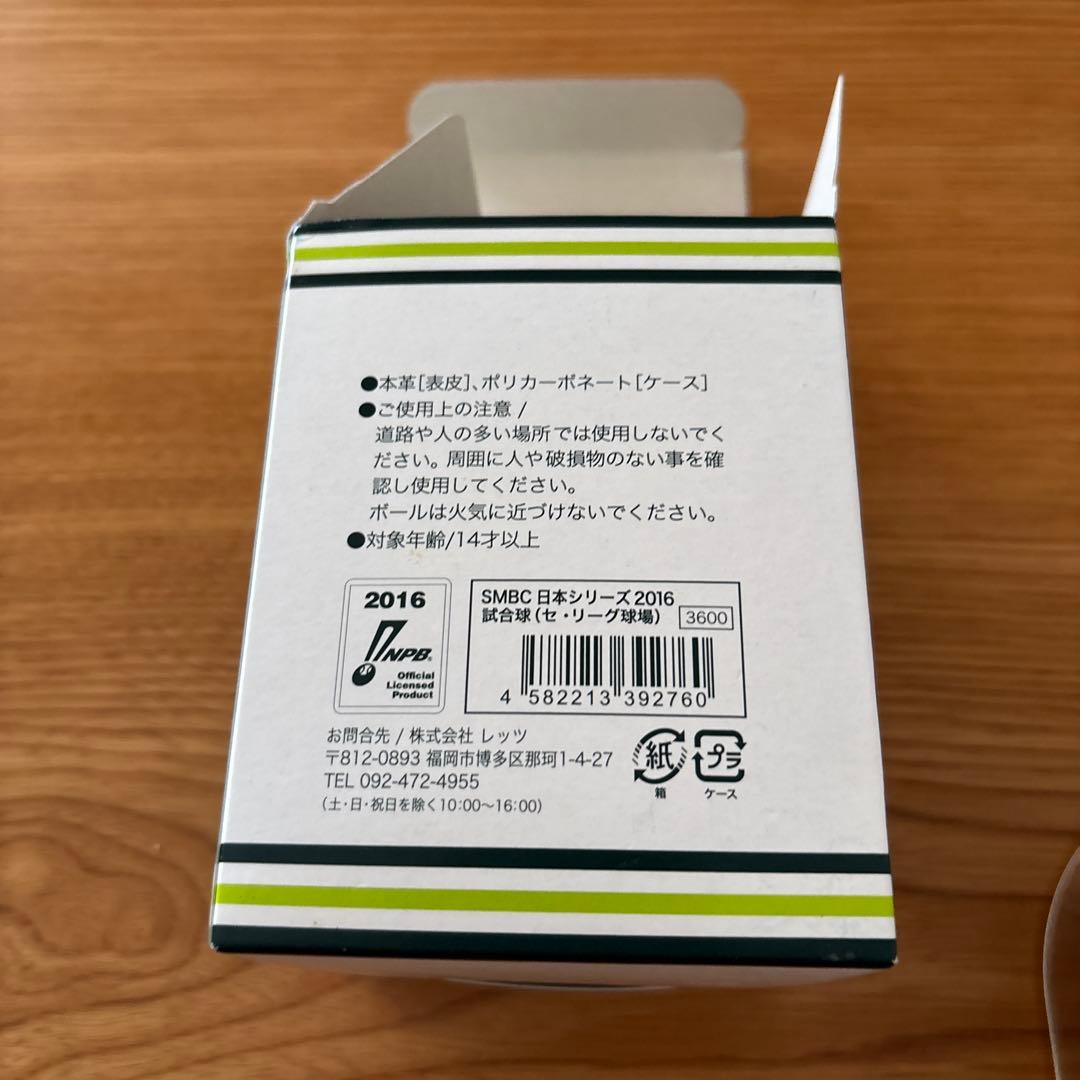 ●本革[表皮]、ポリカーボネート[ケース]
●ご使用上の注意 /
道路や人の多い場所では使用しないでく
ださい。周囲に人や破損物のない事を確
認し使用してください。
ボールは火気に近づけないでください。
●対象年齢/14才以上
2016
NPB®
Official
Licensed
Product
SMBC 日本シリーズ 2016
試合球(セ・リーグ球場) 3600
4 582213 392760
お問合先 / 株式会社 レッツ
〒812-0893 福岡市博多区那珂1-4-27
TEL 092-472-4955
(土・日・祝日を除く10:00〜16:00)
紙
箱
プラ
ケース